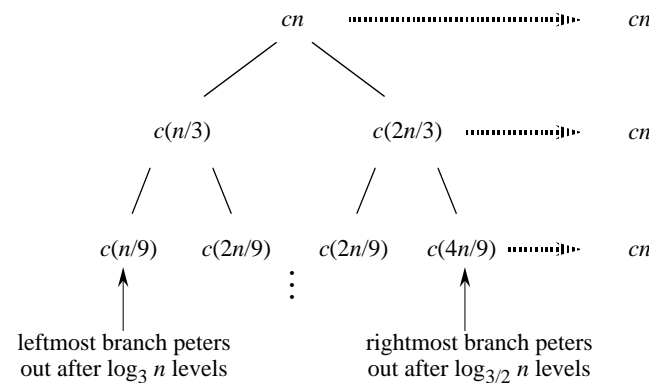 cn cn
c(n/3) c(2n/3) cn
c(n/9) c(2n/9) c(2n/9) c(4n/9) cn
leftmost branch peters
out after log₃ n levels
rightmost branch peters
out after log₃/₂ n levels